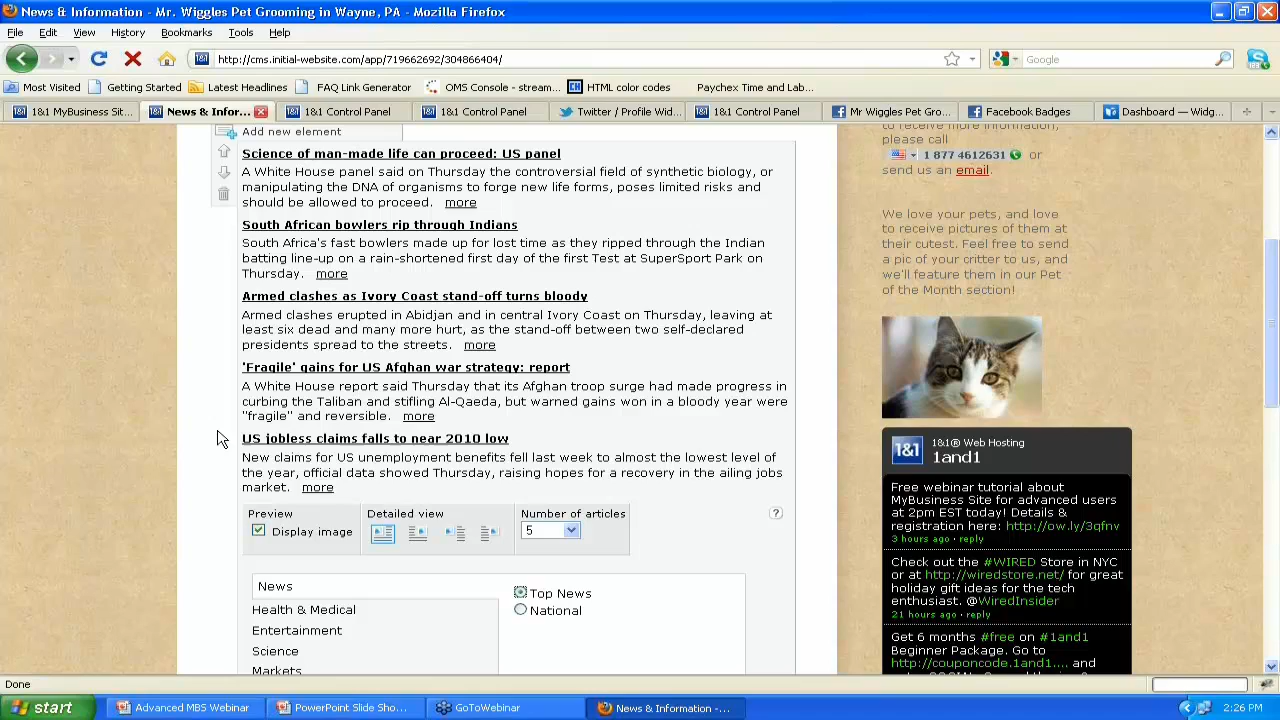 News & Information - Mr. Wiggles Pet Grooming in Wayne, PA - Mozilla Firefox
File Edit View History Bookmarks Tools Help
http://cms.initial-website.com/app/719662692/304866404/
Google
Most Visited Getting Started Latest Headlines FAQ Link Generator OMS Console - stream... CH HTML color codes Paychex Time and Lab...
1&1 MyBusiness Sit... News & Infor... 1&1 Control Panel 1&1 Control Panel Twitter / Profile Wid... 1&1 Control Panel Mr Wiggles Pet Gro... Facebook Badges Dashboard — Widg...
Add new element
Science of man-made life can proceed: US panel
A White House panel said on Thursday the controversial field of synthetic biology, or
manipulating the DNA of organisms to forge new life forms, poses limited risks and
should be allowed to proceed. more
South African bowlers rip through Indians
South Africa's fast bowlers made up for lost time as they ripped through the Indian
batting line-up on a rain-shortened first day of the first Test at SuperSport Park on
Thursday. more
Armed clashes as Ivory Coast stand-off turns bloody
Armed clashes erupted in Abidjan and in central Ivory Coast on Thursday, leaving at
least six dead and many more hurt, as the stand-off between two self-declared
presidents spread to the streets. more
'Fragile' gains for US Afghan war strategy: report
A White House report said Thursday that its Afghan troop surge had made progress in
curbing the Taliban and stifling Al-Qaeda, but warned gains won in a bloody year were
"fragile" and reversible. more
US jobless claims falls to near 2010 low
New claims for US unemployment benefits fell last week to almost the lowest level of
the year, official data showed Thursday, raising hopes for a recovery in the ailing jobs
market. more
Preview Detailed view Number of articles
Display image 5
News
Health & Medical
Entertainment
Science
Markets
Top News
National
to receive more information,
please call
1 877 4612631 or
send us an email.
We love your pets, and love
to receive pictures of them at
their cutest. Feel free to send
a pic of your critter to us, and
we'll feature them in our Pet
of the Month section!
1&1
1&1® Web Hosting
1and1
Free webinar tutorial about
MyBusiness Site for advanced users
at 2pm EST today! Details &
registration here: http://ow.ly/3qfnv
3 hours ago · reply
Check out the #WIRED Store in NYC
or at http://wiredstore.net/ for great
holiday gift ideas for the tech
enthusiast. @WiredInsider
21 hours ago · reply
Get 6 months #free on #1and1
Beginner Package. Go to
http://couponcode.1and1.... and
Done
start Advanced MBS Webinar PowerPoint Slide Sho... GoToWebinar News & Information -... 2:26 PM